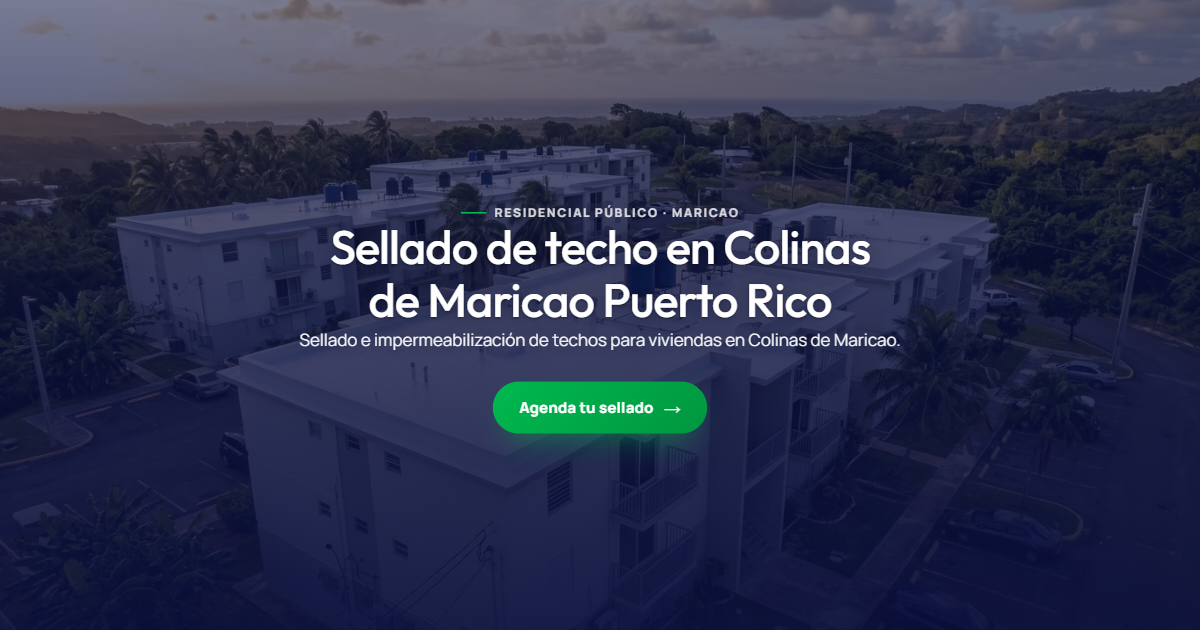 RESIDENCIAL PÚBLICO · MARICAO
Sellado de techo en Colinas
de Maricao Puerto Rico
Sellado e impermeabilización de techos para viviendas en Colinas de Maricao.
Agenda tu sellado →